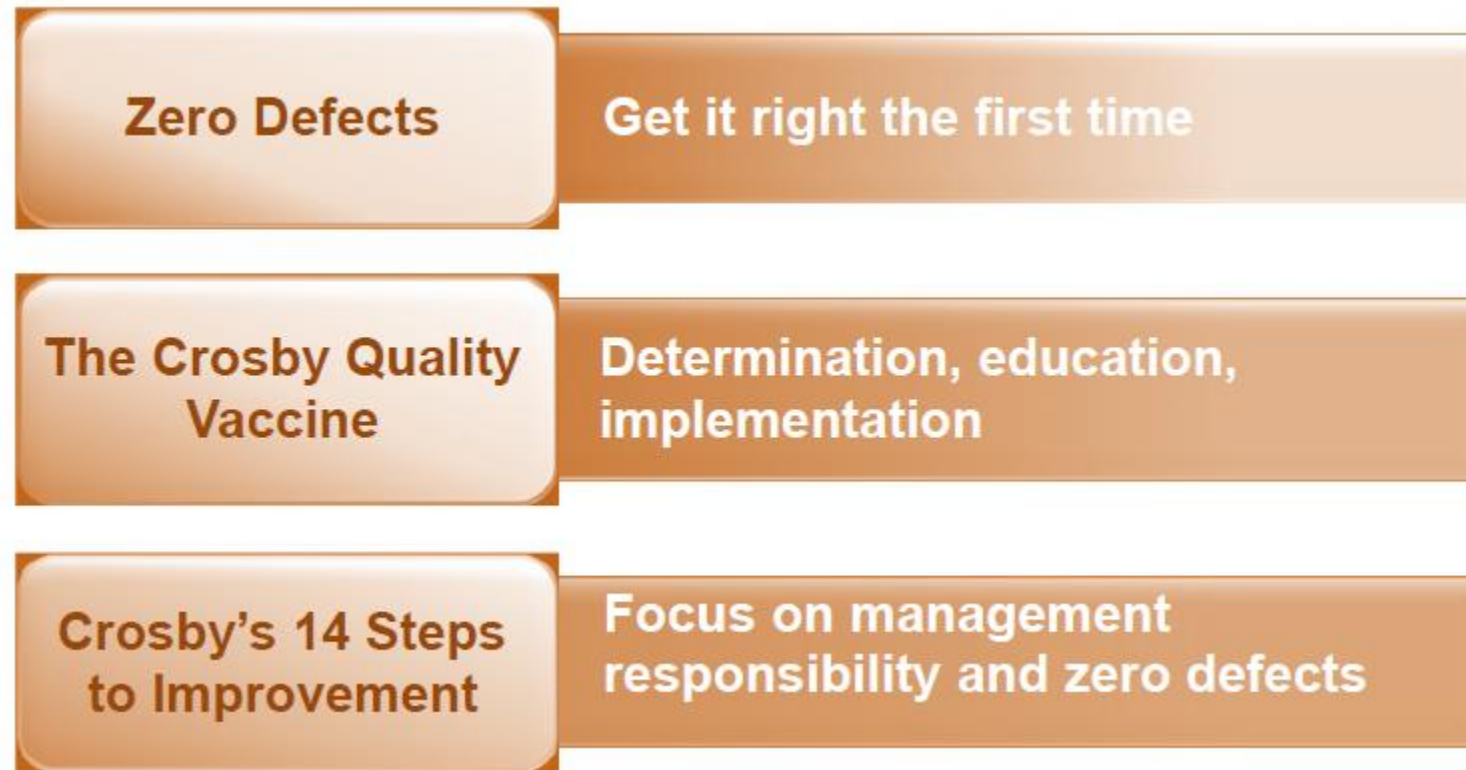 Zero Defects
Get it right the first time
The Crosby Quality
Vaccine
Determination, education,
implementation
Crosby’s 14 Steps
to Improvement
Focus on management
responsibility and zero defects